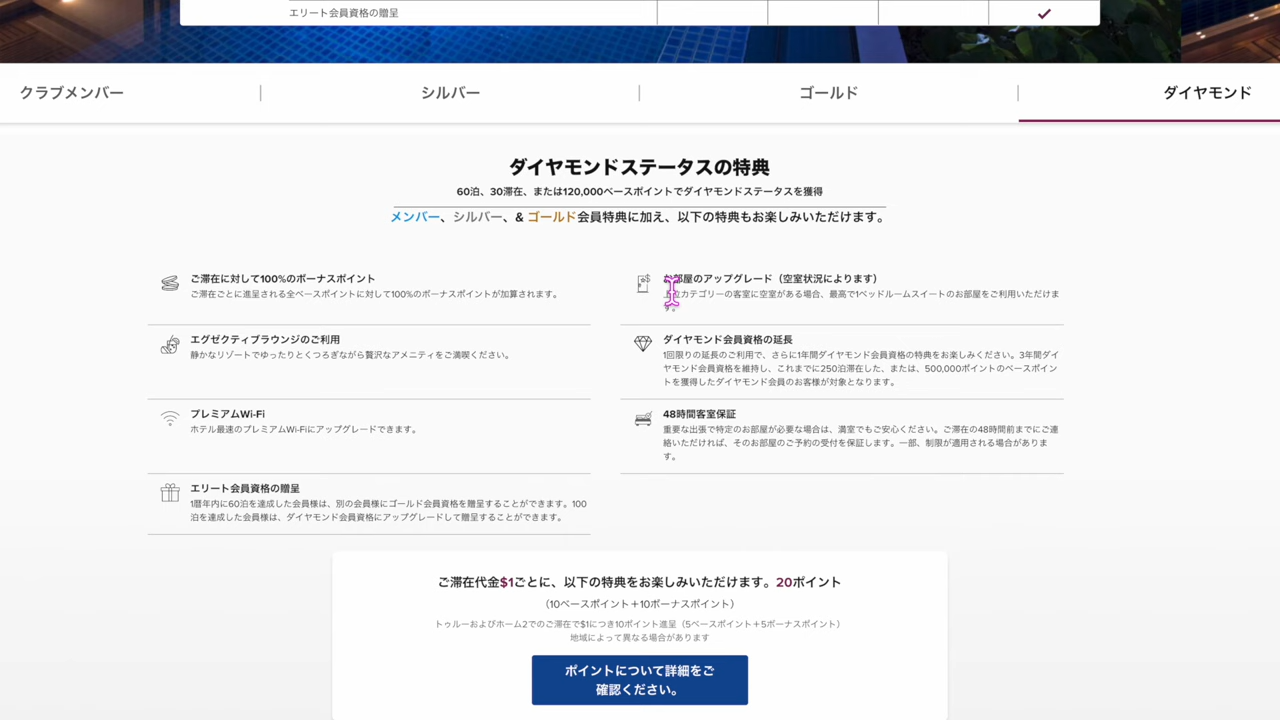 エリート会員資格の贈呈
クラブメンバー
シルバー
ゴールド
ダイヤモンド
ダイヤモンドステータスの特典
60泊、30滞在、または120,000ベースポイントでダイヤモンドステータスを獲得
メンバー、シルバー、& ゴールド会員特典に加え、以下の特典もお楽しみいただけます。
ご滞在に対して100%のボーナスポイント
ご滞在ごとに進呈される全ベースポイントに対して100%のボーナスポイントが加算されます。
お部屋のアップグレード（空室状況によります）
カテゴリーの客室に空室がある場合、最高で1ベッドルームスイートのお部屋をご利用いただけま
す。
エグゼクティブラウンジのご利用
静かなリゾートでゆったりとくつろぎながら贅沢なアメニティをご満喫ください。
ダイヤモンド会員資格の延長
1回限りの延長のご利用で、さらに1年間ダイヤモンド会員資格の特典をお楽しみください。3年間ダイ
ヤモンド会員資格を維持し、これまでに250泊滞在した、または、500,000ポイントのベースポイン
トを獲得したダイヤモンド会員のお客様が対象となります。
プレミアムWi-Fi
ホテル最速のプレミアムWi-Fiにアップグレードできます。
48時間客室保証
重要な出張で特定のお部屋が必要な場合は、満室でもご安心ください。ご滞在の48時間前までにご連
絡いただければ、そのお部屋のご予約の受付を保証します。一部、制限が適用される場合がありま
す。
エリート会員資格の贈呈
1暦年内に60泊を達成した会員様は、別の会員様にゴールド会員資格を贈呈することができます。100
泊を達成した会員様は、ダイヤモンド会員資格にアップグレードして贈呈することができます。
ご滞在代金$1ごとに、以下の特典をお楽しみいただけます。20ポイント
（10ベースポイント＋10ボーナスポイント）
トゥルーおよびホーム2でのご滞在で$1につき10ポイント進呈（5ベースポイント＋5ボーナスポイント）
地域によって異なる場合があります
ポイントについて詳細をご
確認ください。